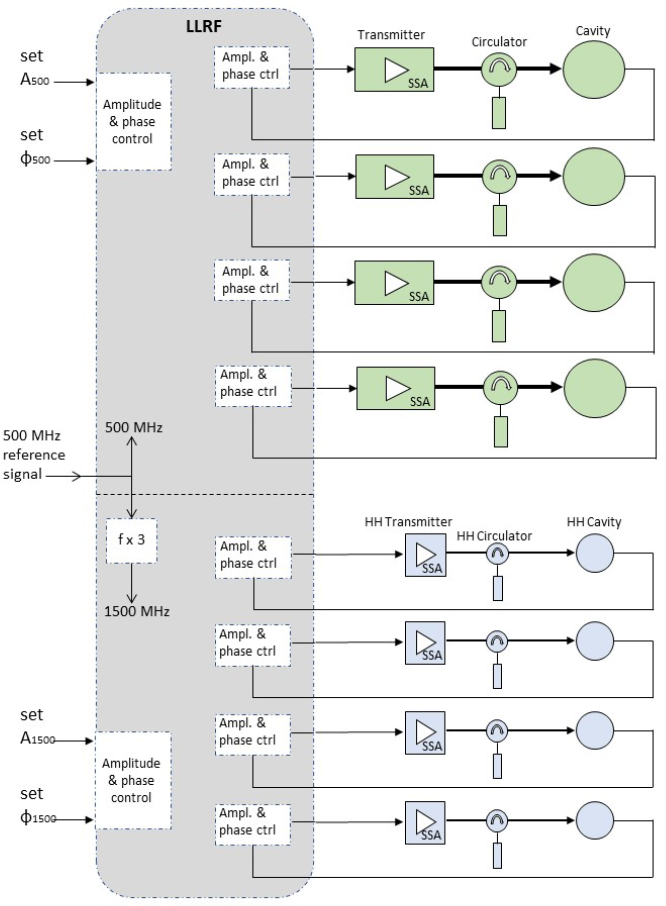 LLRF
set
A500
set
ϕ500
Amplitude
& phase
control
Ampl. &
phase ctrl
Transmitter
SSA
Circulator
Cavity
Ampl. &
phase ctrl
SSA
Ampl. &
phase ctrl
SSA
Ampl. &
phase ctrl
SSA
500 MHz
reference
signal
500 MHz
f x 3
1500 MHz
Ampl. &
phase ctrl
HH Transmitter
SSA
HH Circulator
HH Cavity
Ampl. &
phase ctrl
SSA
Ampl. &
phase ctrl
SSA
Ampl. &
phase ctrl
SSA
set
A1500
set
ϕ1500
Amplitude
& phase
control